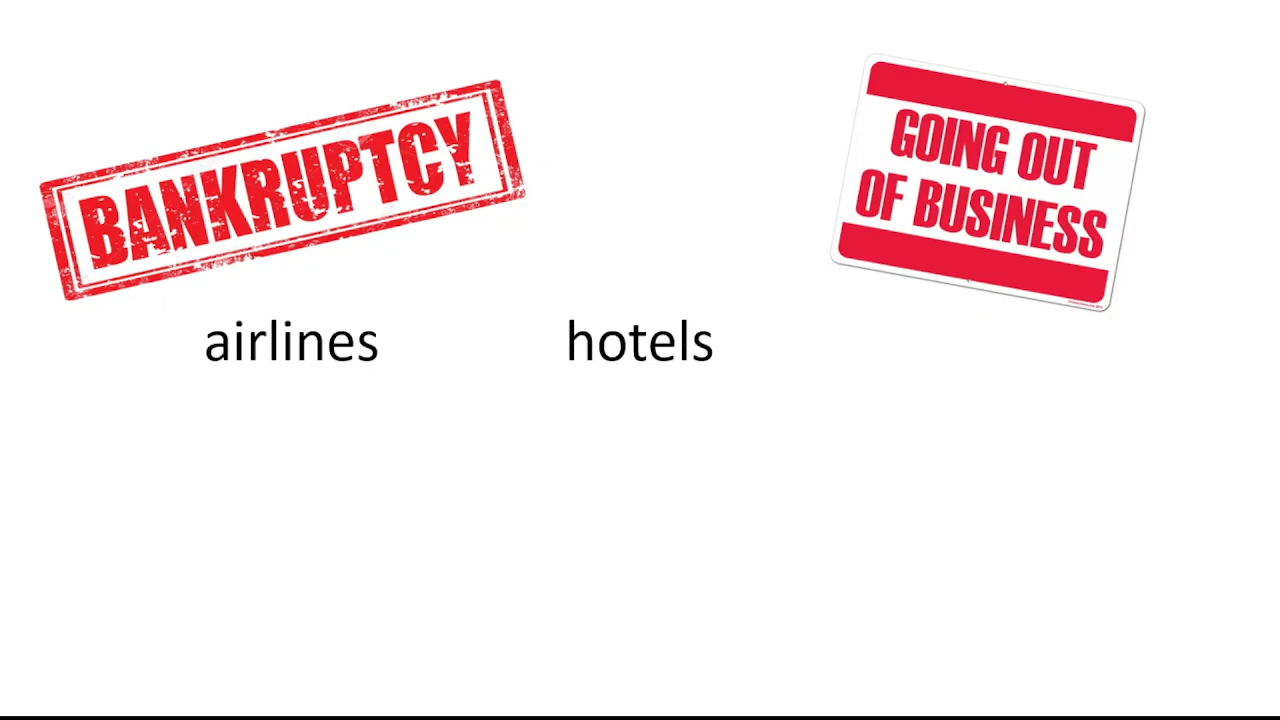 BANKRUPTCY
GOING OUT
OF BUSINESS
airlines
hotels